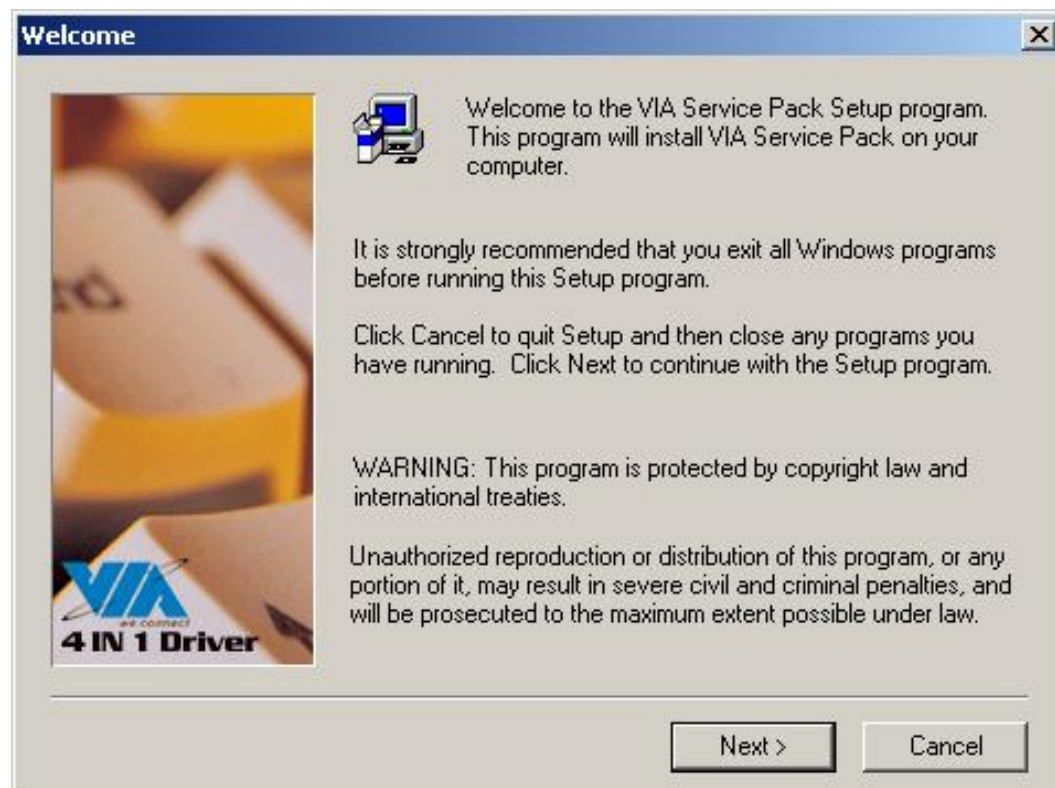 Welcome
Welcome to the VIA Service Pack Setup program.
This program will install VIA Service Pack on your
computer.
It is strongly recommended that you exit all Windows programs
before running this Setup program.
Click Cancel to quit Setup and then close any programs you
have running. Click Next to continue with the Setup program.
WARNING: This program is protected by copyright law and
international treaties.
Unauthorized reproduction or distribution of this program, or any
portion of it, may result in severe civil and criminal penalties, and
will be prosecuted to the maximum extent possible under law.
nd
VIA
we connect
4 IN 1 Driver
Next >
Cancel